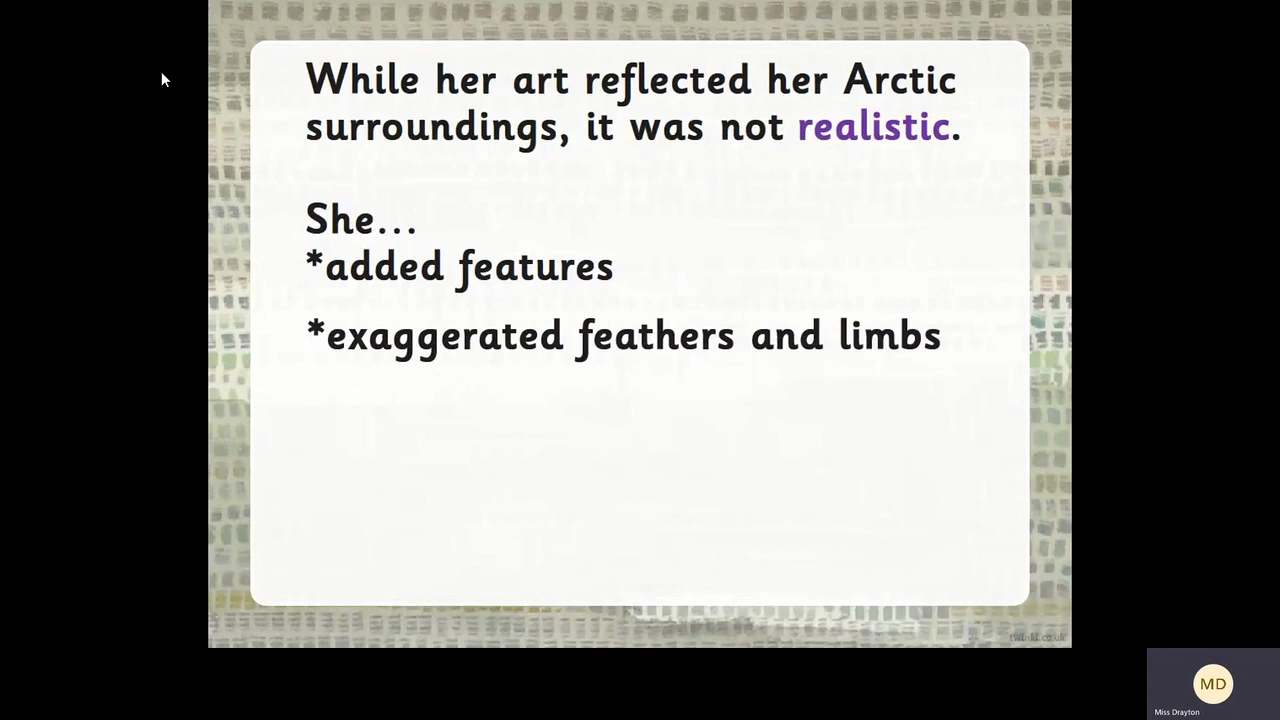 While her art reflected her Arctic
surroundings, it was not realistic.
She...
*added features
*exaggerated feathers and limbs
twinkl.co.uk
MD
Miss Drayton